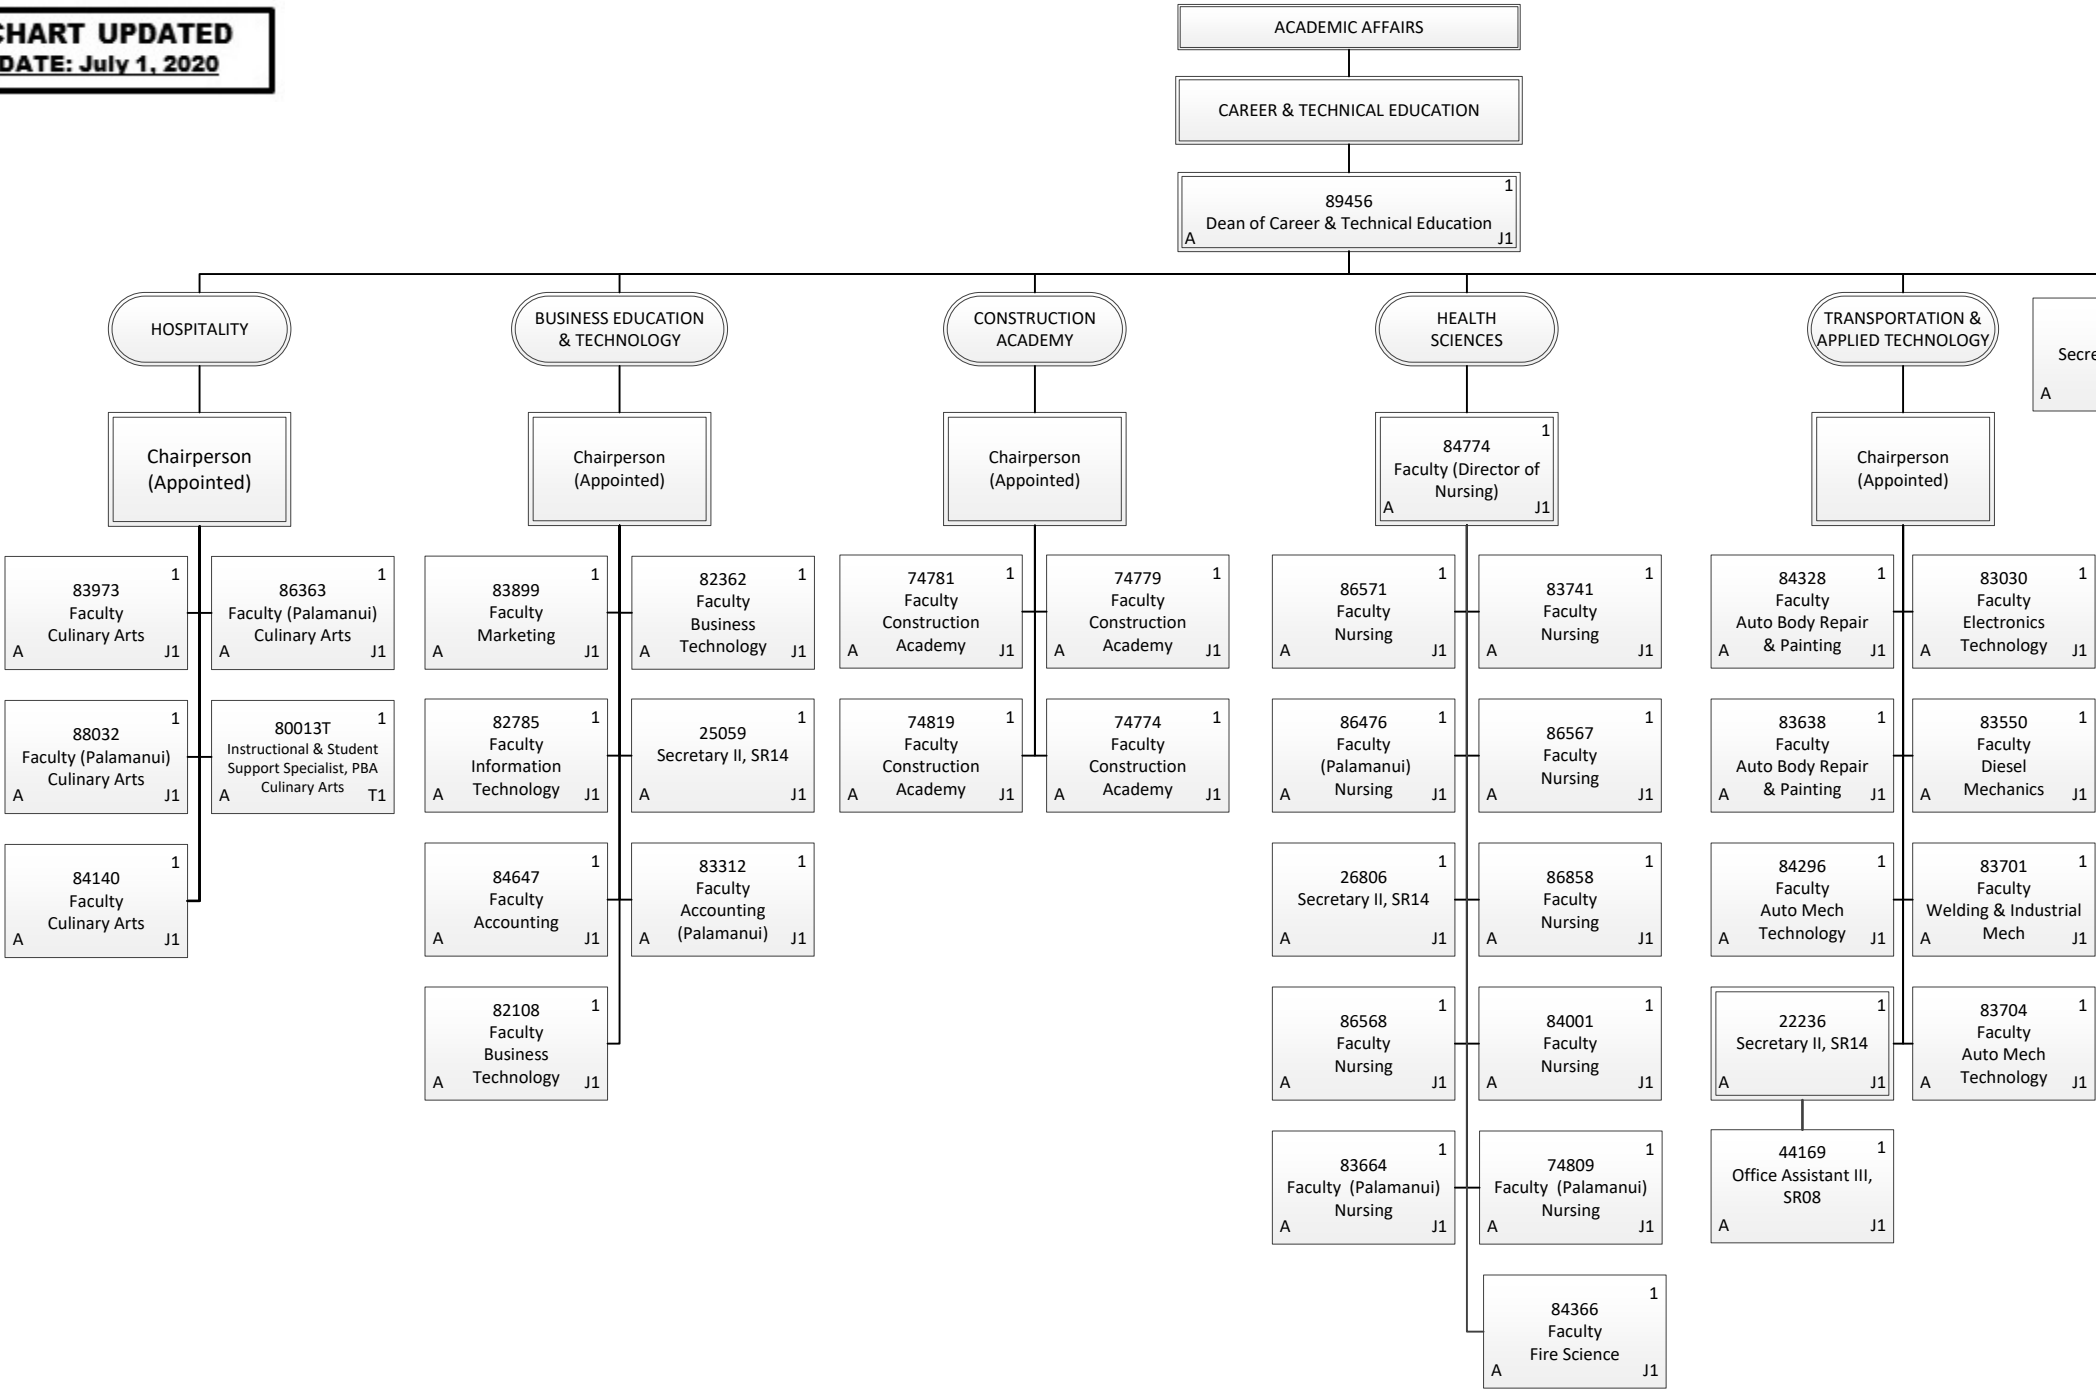 CHART UPDATED
DATE: July 1, 2020
ACADEMIC AFFAIRS
CAREER & TECHNICAL EDUCATION
1
89456
Dean of Career & Technical Education
A J1
HOSPITALITY
Chairperson
(Appointed)
83973 1
Faculty
Culinary Arts
A J1
86363 1
Faculty (Palamanui)
Culinary Arts
A J1
88032 1
Faculty (Palamanui)
Culinary Arts
A J1
80013T 1
Instructional & Student
Support Specialist, PBA
Culinary Arts
A T1
84140 1
Faculty
Culinary Arts
A J1
BUSINESS EDUCATION
& TECHNOLOGY
Chairperson
(Appointed)
83899 1
Faculty
Marketing
A J1
82362 1
Faculty
Business
Technology
A J1
82785 1
Faculty
Information
Technology
A J1
25059 1
Secretary II, SR14
A J1
84647 1
Faculty
Accounting
A J1
83312 1
Faculty
Accounting
(Palamanui)
A J1
82108 1
Faculty
Business
Technology
A J1
CONSTRUCTION
ACADEMY
Chairperson
(Appointed)
74781 1
Faculty
Construction
Academy
A J1
74779 1
Faculty
Construction
Academy
A J1
74819 1
Faculty
Construction
Academy
A J1
74774 1
Faculty
Construction
Academy
A J1
HEALTH
SCIENCES
1
84774
Faculty (Director of
Nursing)
A J1
86571 1
Faculty
Nursing
A J1
83741 1
Faculty
Nursing
A J1
86476 1
Faculty
(Palamanui)
Nursing
A J1
86567 1
Faculty
Nursing
A J1
26806 1
Secretary II, SR14
A J1
86858 1
Faculty
Nursing
A J1
86568 1
Faculty
Nursing
A J1
84001 1
Faculty
Nursing
A J1
83664 1
Faculty (Palamanui)
Nursing
A J1
74809 1
Faculty (Palamanui)
Nursing
A J1
84366 1
Faculty
Fire Science
A J1
TRANSPORTATION &
APPLIED TECHNOLOGY
Chairperson
(Appointed)
84328 1
Faculty
Auto Body Repair
& Painting
A J1
83030 1
Faculty
Electronics
Technology
A J1
83638 1
Faculty
Auto Body Repair
& Painting
A J1
83550 1
Faculty
Diesel
Mechanics
A J1
84296 1
Faculty
Auto Mech
Technology
A J1
83701 1
Faculty
Welding & Industrial
Mech
A J1
22236 1
Secretary II, SR14
A J1
83704 1
Faculty
Auto Mech
Technology
A J1
44169 1
Office Assistant III,
SR08
A J1
A